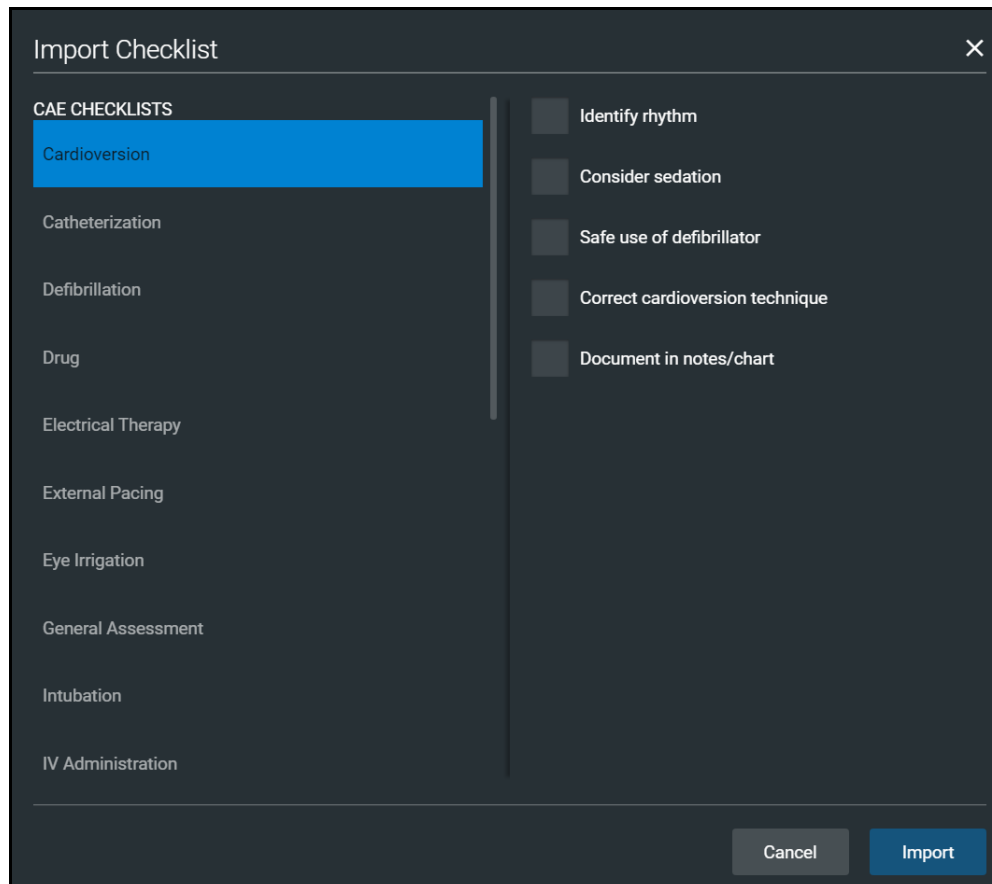 Import Checklist
CAE CHECKLISTS
Cardioversion
Catheterization
Defibrillation
Drug
Electrical Therapy
External Pacing
Eye Irrigation
General Assessment
Intubation
IV Administration
Identify rhythm
Consider sedation
Safe use of defibrillator
Correct cardioversion technique
Document in notes/chart
Cancel
Import